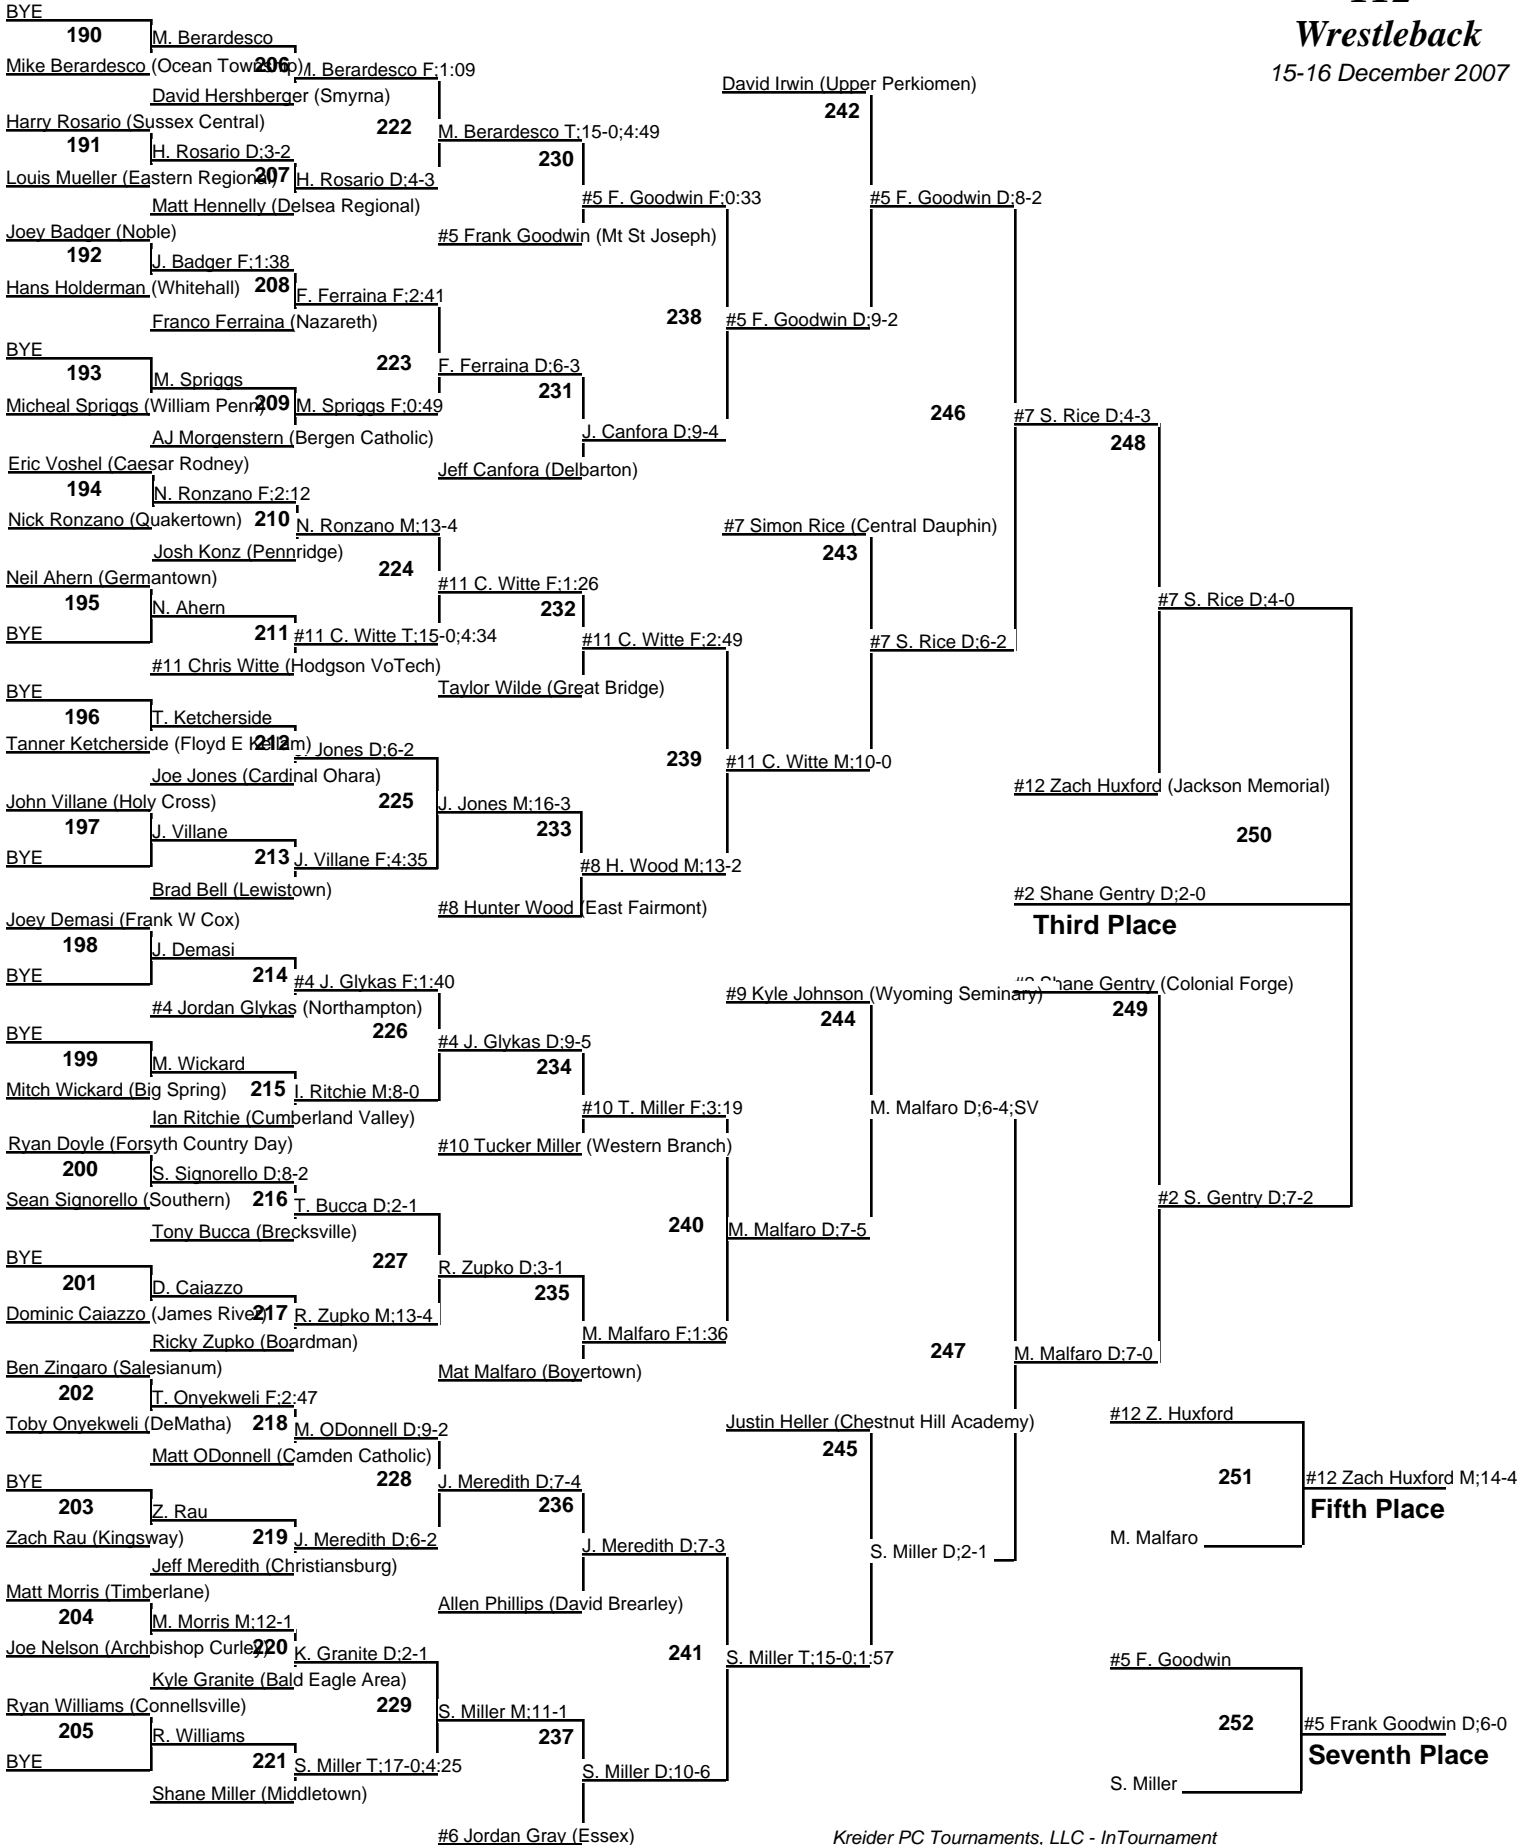 Wrestleback
15-16 December 2007
BYE
190
M. Berardesco
Mike Berardesco (Ocean Township)
206
M. Berardesco F;1:09
David Hershberger (Smyrna)
Harry Rosario (Sussex Central)
222
191
H. Rosario D;3-2
M. Berardesco T;15-0;4:49
230
Louis Mueller (Eastern Regional)
207
H. Rosario D;4-3
Matt Hennelly (Delsea Regional)
#5 F. Goodwin F;0:33
Joey Badger (Noble)
#5 Frank Goodwin (Mt St Joseph)
192
J. Badger F;1:38
Hans Holderman (Whitehall)
208
F. Ferraina F;2:41
Franco Ferraina (Nazareth)
238
#5 F. Goodwin D;9-2
BYE
223
F. Ferraina D;6-3
193
M. Spriggs
231
Micheal Spriggs (William Penn)
209
M. Spriggs F;0:49
AJ Morgenstern (Bergen Catholic)
J. Canfora D;9-4
Jeff Canfora (Delbarton)
David Irwin (Upper Perkiomen)
242
#5 F. Goodwin D;8-2
246
#7 S. Rice D;4-3
248
Eric Voshel (Caesar Rodney)
194
N. Ronzano F;2:12
Nick Ronzano (Quakertown)
210
N. Ronzano M;13-4
Josh Konz (Pennridge)
224
#11 C. Witte F;1:26
232
Neil Ahern (Germantown)
195
N. Ahern
BYE
211
#11 C. Witte T;15-0;4:34
#11 C. Witte F;2:49
#11 Chris Witte (Hodgson VoTech)
Taylor Wilde (Great Bridge)
#7 Simon Rice (Central Dauphin)
243
#7 S. Rice D;6-2
#7 S. Rice D;4-0
BYE
196
T. Ketcherside
Tanner Ketcherside (Floyd E Kellam)
212
Jones D;6-2
Joe Jones (Cardinal Ohara)
239
#11 C. Witte M;10-0
John Villane (Holy Cross)
225
J. Jones M;16-3
233
197
J. Villane
BYE
213
J. Villane F;4:35
#8 H. Wood M;13-2
Brad Bell (Lewistown)
#8 Hunter Wood (East Fairmont)
#12 Zach Huxford (Jackson Memorial)
250
#2 Shane Gentry D;2-0
Third Place
Joey Demasi (Frank W Cox)
198
J. Demasi
BYE
214
#4 J. Glykas F;1:40
#4 Jordan Glykas (Northampton)
226
#4 J. Glykas D;9-5
234
BYE
199
M. Wickard
Mitch Wickard (Big Spring)
215
I. Ritchie M;8-0
Ian Ritchie (Cumberland Valley)
#10 T. Miller F;3:19
#10 Tucker Miller (Western Branch)
#9 Kyle Johnson (Wyoming Seminary)
244
M. Malfaro D;6-4;SV
Shane Gentry (Colonial Forge)
249
#2 S. Gentry D;7-2
Ryan Doyle (Forsyth Country Day)
200
S. Signorello D;8-2
Sean Signorello (Southern)
216
T. Bucca D;2-1
Tony Bucca (Brecksville)
240
M. Malfaro D;7-5
BYE
227
R. Zupko D;3-1
201
D. Caiazzo
235
Dominic Caiazzo (James River)
217
R. Zupko M;13-4
Ricky Zupko (Boardman)
M. Malfaro F;1:36
Mat Malfaro (Boyertown)
247
M. Malfaro D;7-0
Ben Zingaro (Salesianum)
202
T. Onyekweli F;2:47
Toby Onyekweli (DeMatha)
218
M. ODonnell D;9-2
Matt ODonnell (Camden Catholic)
228
J. Meredith D;7-4
236
BYE
203
Z. Rau
Zach Rau (Kingsway)
219
J. Meredith D;6-2
Jeff Meredith (Christiansburg)
J. Meredith D;7-3
Allen Phillips (David Brearley)
Justin Heller (Chestnut Hill Academy)
245
S. Miller D;2-1
#12 Z. Huxford
251
#12 Zach Huxford M;14-4
Fifth Place
M. Malfaro
Matt Morris (Timberlane)
204
M. Morris M;12-1
Joe Nelson (Archbishop Curley)
220
K. Granite D;2-1
Kyle Granite (Bald Eagle Area)
241
S. Miller T;15-0;1:57
Ryan Williams (Connellsville)
229
S. Miller M;11-1
237
205
R. Williams
BYE
221
S. Miller T;17-0;4:25
Shane Miller (Middletown)
S. Miller D;10-6
#6 Jordan Gray (Essex)
#5 F. Goodwin
252
#5 Frank Goodwin D;6-0
Seventh Place
S. Miller
Kreider PC Tournaments, LLC - InTournament